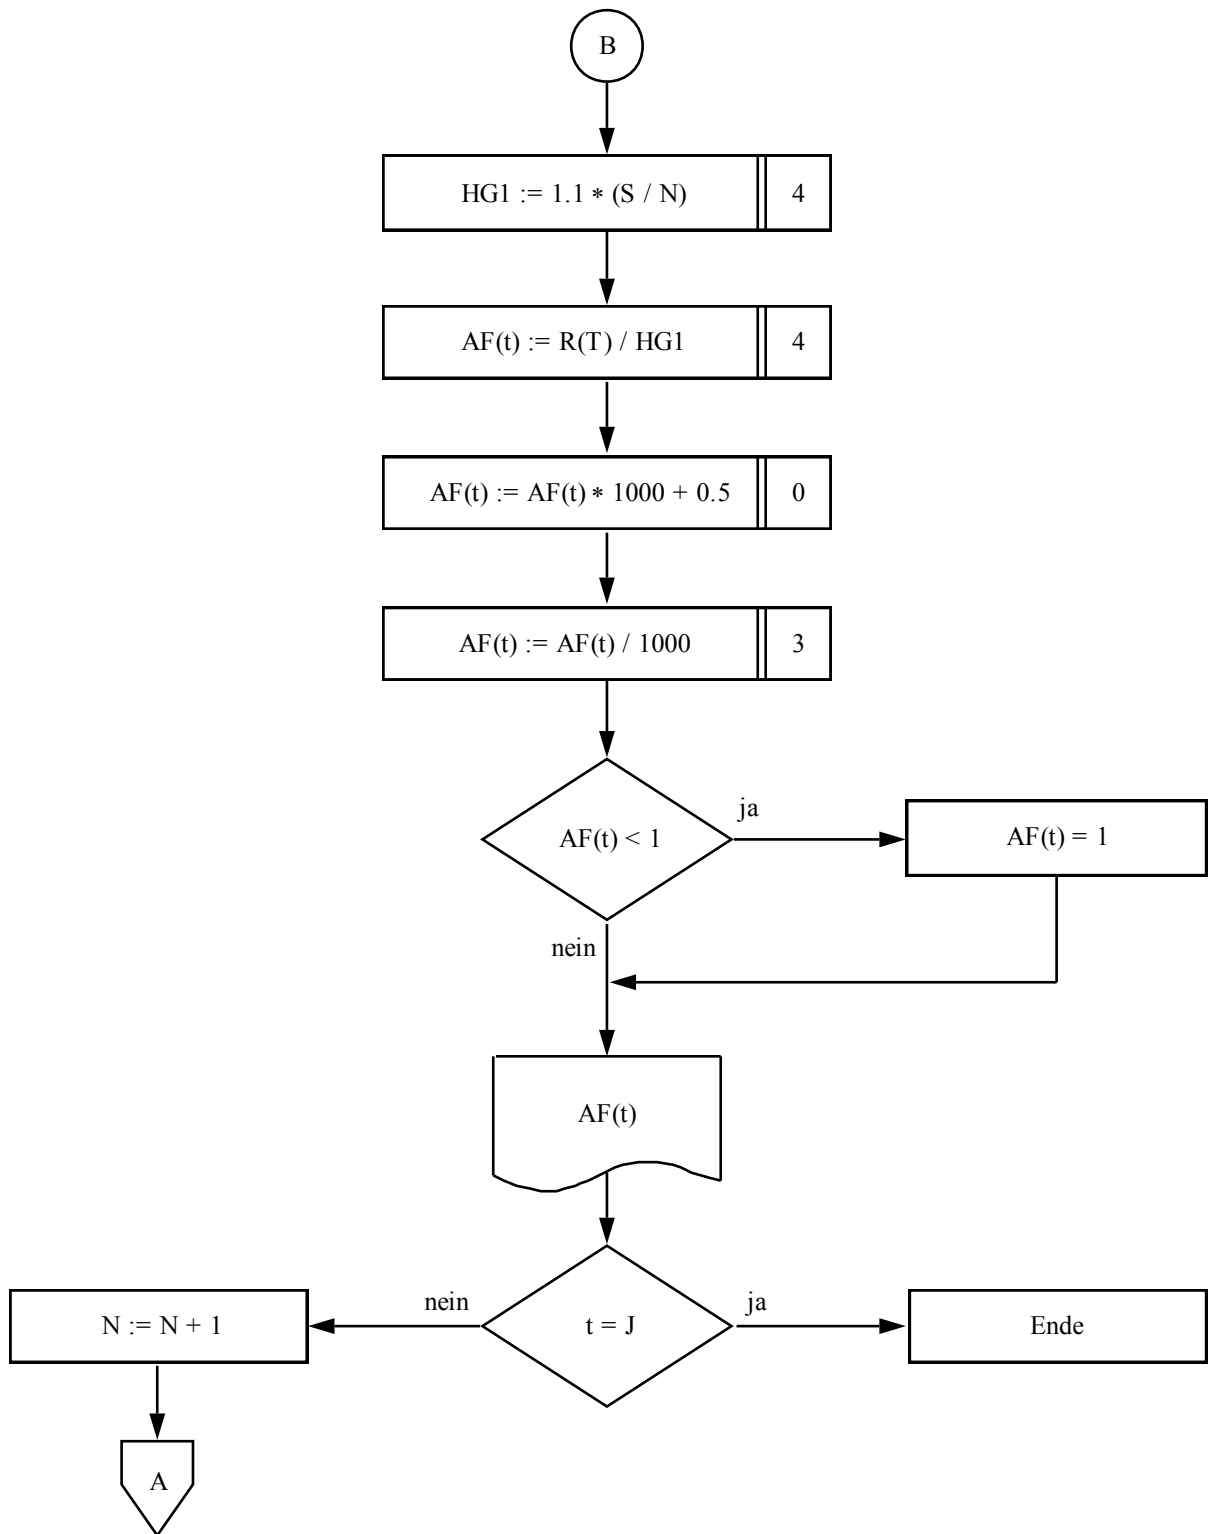 B
HG1 := 1.1 * (S / N) 4
AF(t) := R(T) / HG1 4
AF(t) := AF(t) * 1000 + 0.5 0
AF(t) := AF(t) / 1000 3
AF(t) < 1
ja
AF(t) = 1
nein
AF(t)
t = J
nein
ja
N := N + 1
Ende
A